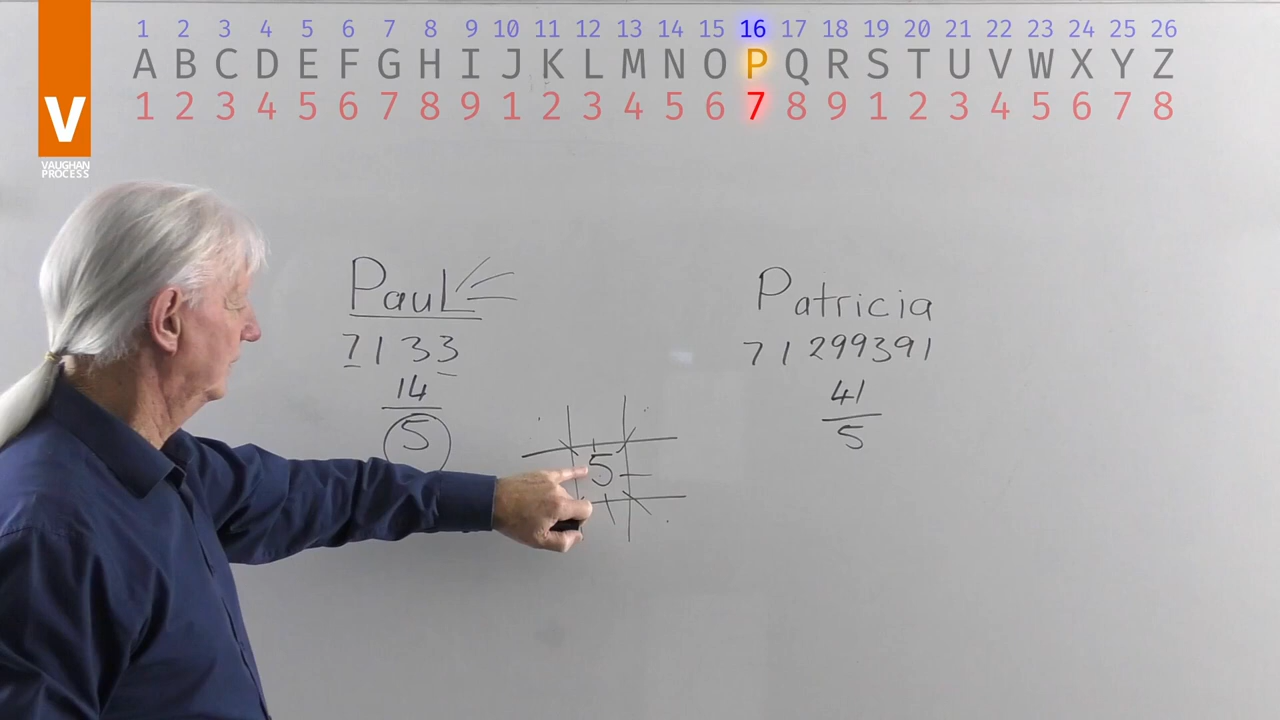 1 2 3 4 5 6 7 8 9 10 11 12 13 14 15 16 17 18 19 20 21 22 23 24 25 26
A B C D E F G H I J K L M N O P Q R S T U V W X Y Z
1 2 3 4 5 6 7 8 9 1 2 3 4 5 6 7 8 9 1 2 3 4 5 6 7 8
V
VAUGHAN
PROCESS
Paul
7133
14
5
5
Patricia
71299391
41
5